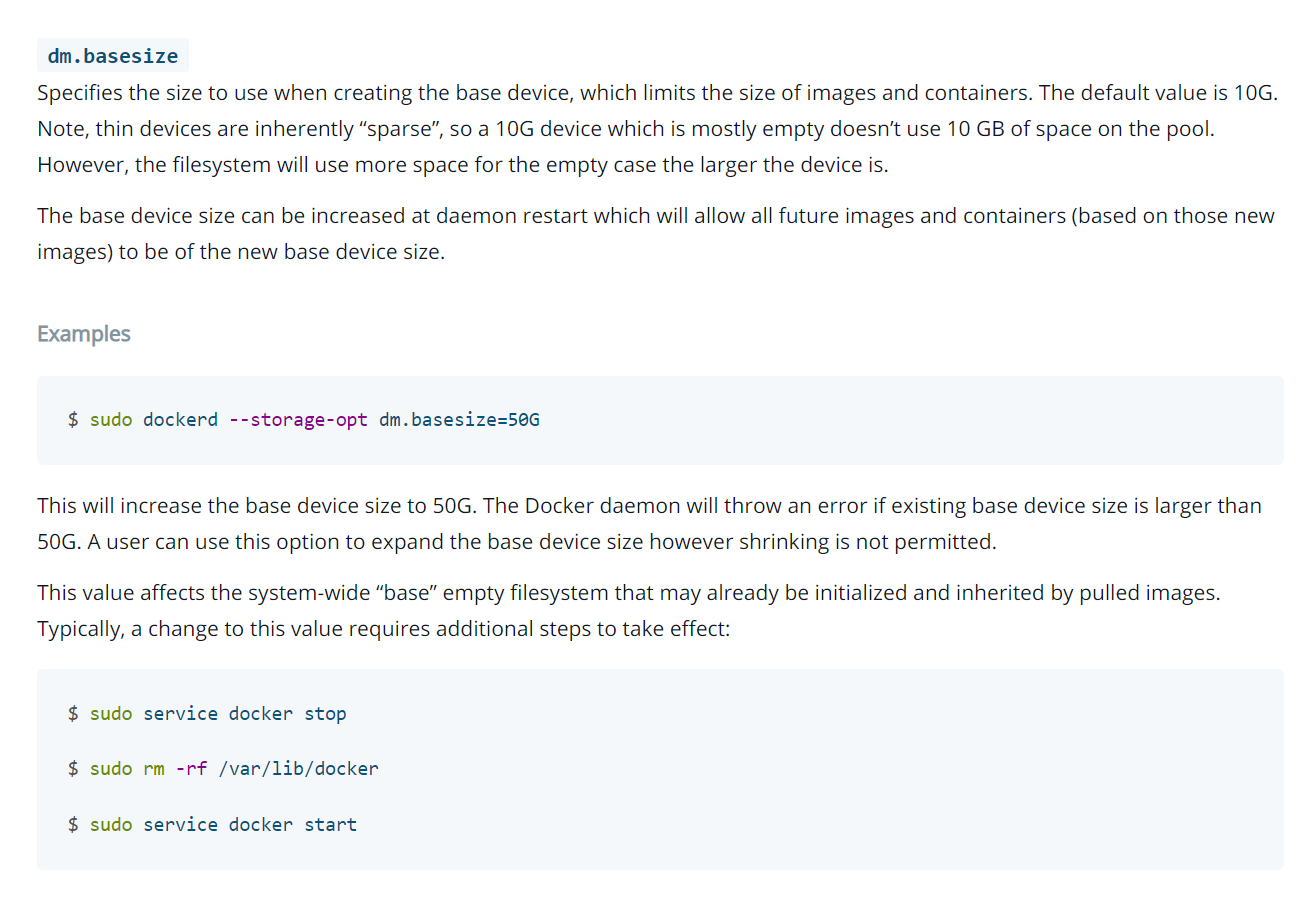 dm.basesize
Specifies the size to use when creating the base device, which limits the size of images and containers. The default value is 10G.
Note, thin devices are inherently “sparse”, so a 10G device which is mostly empty doesn’t use 10 GB of space on the pool.
However, the filesystem will use more space for the empty case the larger the device is.
The base device size can be increased at daemon restart which will allow all future images and containers (based on those new
images) to be of the new base device size.
Examples
$ sudo dockerd --storage-opt dm.basesize=50G
This will increase the base device size to 50G. The Docker daemon will throw an error if existing base device size is larger than
50G. A user can use this option to expand the base device size however shrinking is not permitted.
This value affects the system-wide “base” empty filesystem that may already be initialized and inherited by pulled images.
Typically, a change to this value requires additional steps to take effect:
$ sudo service docker stop
$ sudo rm -rf /var/lib/docker
$ sudo service docker start